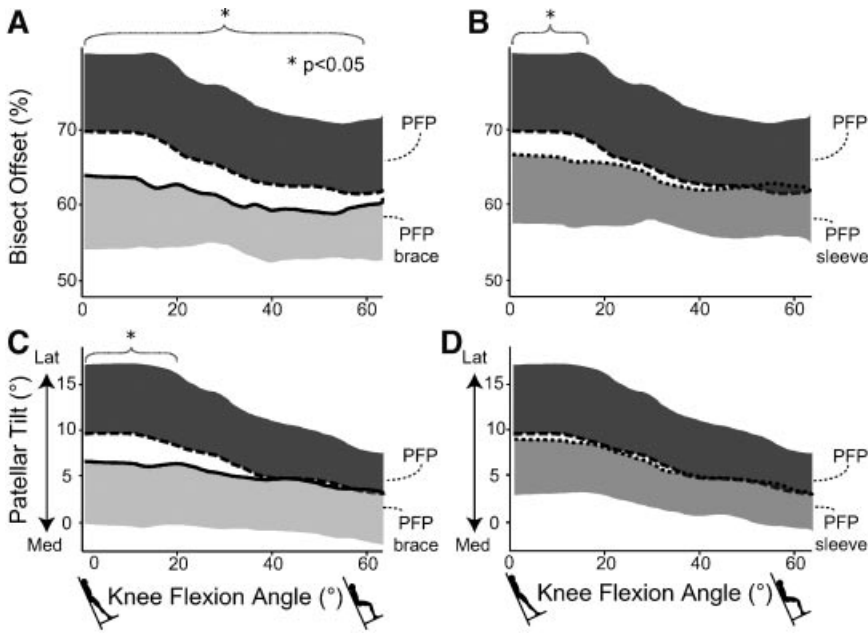 A
*
* p<0.05
Bisect Offset (%)
70
60
50
PFP
PFP
brace
0
20
40
60
B
*
70
60
50
PFP
PFP
sleeve
0
20
40
60
C
*
Lat
Patellar Tilt (°)
15
10
5
0
Med
PFP
PFP
brace
0
20
40
60
Knee Flexion Angle (°)
D
Lat
15
10
5
0
Med
PFP
PFP
sleeve
0
20
40
60
Knee Flexion Angle (°)